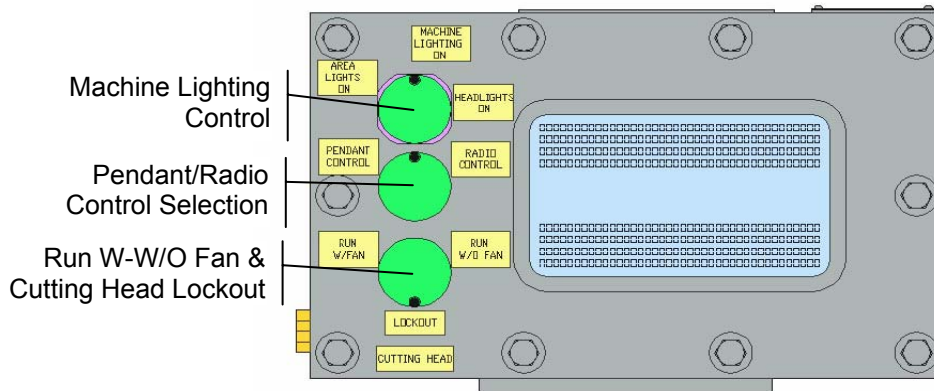 MACHINE
LIGHTING
ON
AREA
LIGHTS
ON
HEADLIGHTS
ON
Machine Lighting
Control
PENDANT
CONTROL
RADIO
CONTROL
Pendant/Radio
Control Selection
RUN
W/FAN
RUN
W/O FAN
Run W-W/O Fan &
Cutting Head Lockout
LOCKOUT
CUTTING HEAD